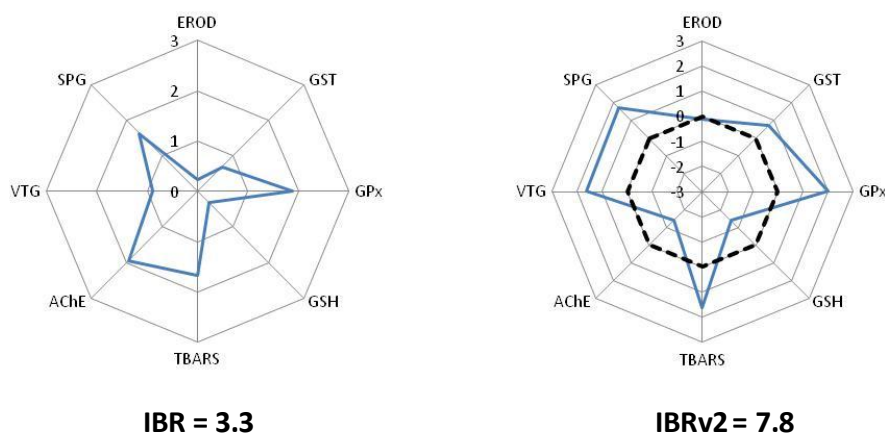 EROD
3
SPG
GST
2
1
VTG
0
GPx
AChE
GSH
TBARS
IBR = 3.3
EROD
3
SPG
2
GST
1
0
-1
-2
VTG
-3
GPx
AChE
GSH
TBARS
IBRv2 = 7.8